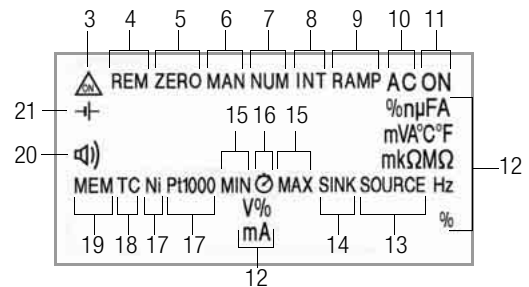 3 4 5 6 7 8 9 10 11
ON REM ZERO MAN NUM INT RAMP AC ON
%nµFA
21
15 16 15
mVA°C°F
20
mkΩMΩ
12
MEM TC Ni Pt1000 MIN MAX SINK SOURCE Hz
V%
%
mA
19 18 17 17 14 13
12